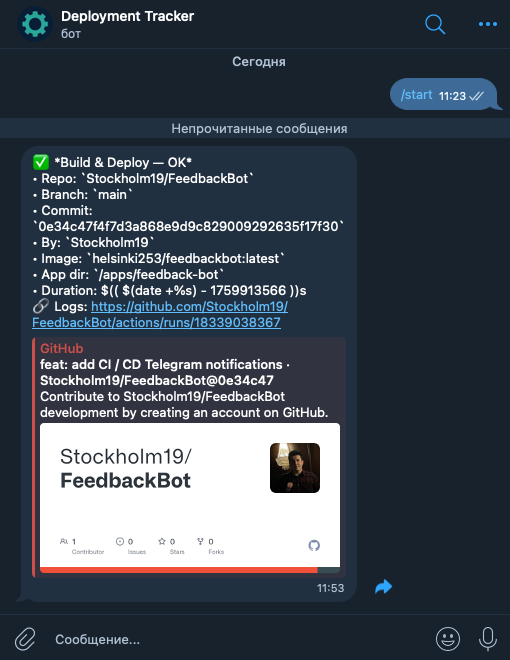 Deployment Tracker
бот
Сегодня
/start 11:23
Непрочитанные сообщения
✅ *Build & Deploy — OK*
• Repo: `Stockholm19/FeedbackBot`
• Branch: `main`
• Commit:
`0e34c47f4f7d3a868e9d9c829009292635f17f30`
• By: `Stockholm19`
• Image: `helsinki253/feedbackbot:latest`
• App dir: `/apps/feedback-bot`
• Duration: $(( $(date +%s) - 1759913566 ))s
🔗 Logs: https://github.com/Stockholm19/
FeedbackBot/actions/runs/18339038367
GitHub
feat: add CI / CD Telegram notifications ·
Stockholm19/FeedbackBot@0e34c47
Contribute to Stockholm19/FeedbackBot
development by creating an account on GitHub.
Stockholm19/
FeedbackBot
1 0 0 0
Contributor Issues Stars Forks
11:53
Сообщение...